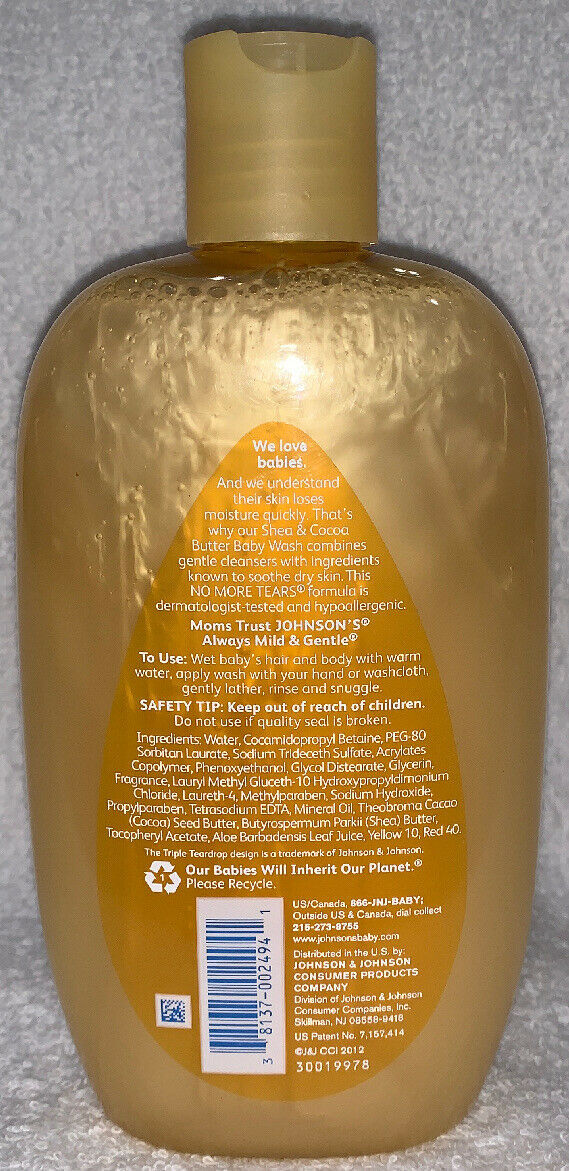 We love
babies.
And we understand
their skin loses
moisture quickly. That's
why our Shea & Cocoa
Butter Baby Wash combines
gentle cleansers with ingredients
known to soothe dry skin. This
NO MORE TEARS® formula is
dermatologist-tested and hypoallergenic.
Moms Trust JOHNSON'S®
Always Mild & Gentle®
To Use: Wet baby's hair and body with warm
water, apply wash with your hand or washcloth,
gently lather, rinse and snuggle.
SAFETY TIP: Keep out of reach of children.
Do not use if quality seal is broken.
Ingredients: Water, Cocamidopropyl Betaine, PEG-80
Sorbitan Laurate, Sodium Trideceth Sulfate, Acrylates
Copolymer, Phenoxyethanol, Glycol Distearate, Glycerin,
Fragrance, Lauryl Methyl Gluceth-10 Hydroxypropyldimonium
Chloride, Laureth-4, Methylparaben, Sodium Hydroxide,
Propylparaben, Tetrasodium EDTA, Mineral Oil, Theobroma Cacao
(Cocoa) Seed Butter, Butyrospermum Parkii (Shea) Butter,
Tocopheryl Acetate, Aloe Barbadensis Leaf Juice, Yellow 10, Red 40.
The Triple Teardrop design is a trademark of Johnson & Johnson.
1
Our Babies Will Inherit Our Planet.®
Please Recycle.
3 8137-002494 1
US/Canada, 866-JNJ-BABY;
Outside US & Canada, dial collect
215-273-8755
www.johnsonsbaby.com
Distributed in the U.S. by:
JOHNSON & JOHNSON
CONSUMER PRODUCTS
COMPANY
Division of Johnson & Johnson
Consumer Companies, Inc.
Skillman, NJ 08558-9418
US Patent No. 7,157,414
©J&J CCI 2012
30019978